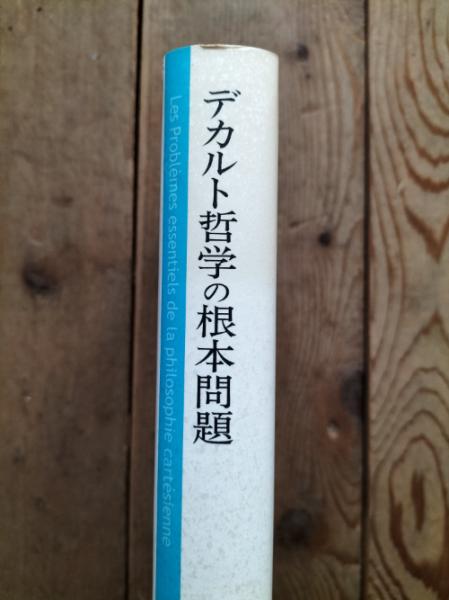 デカルト哲学の根本問題
Les Problèmes essentiels de la philosophie cartésienne